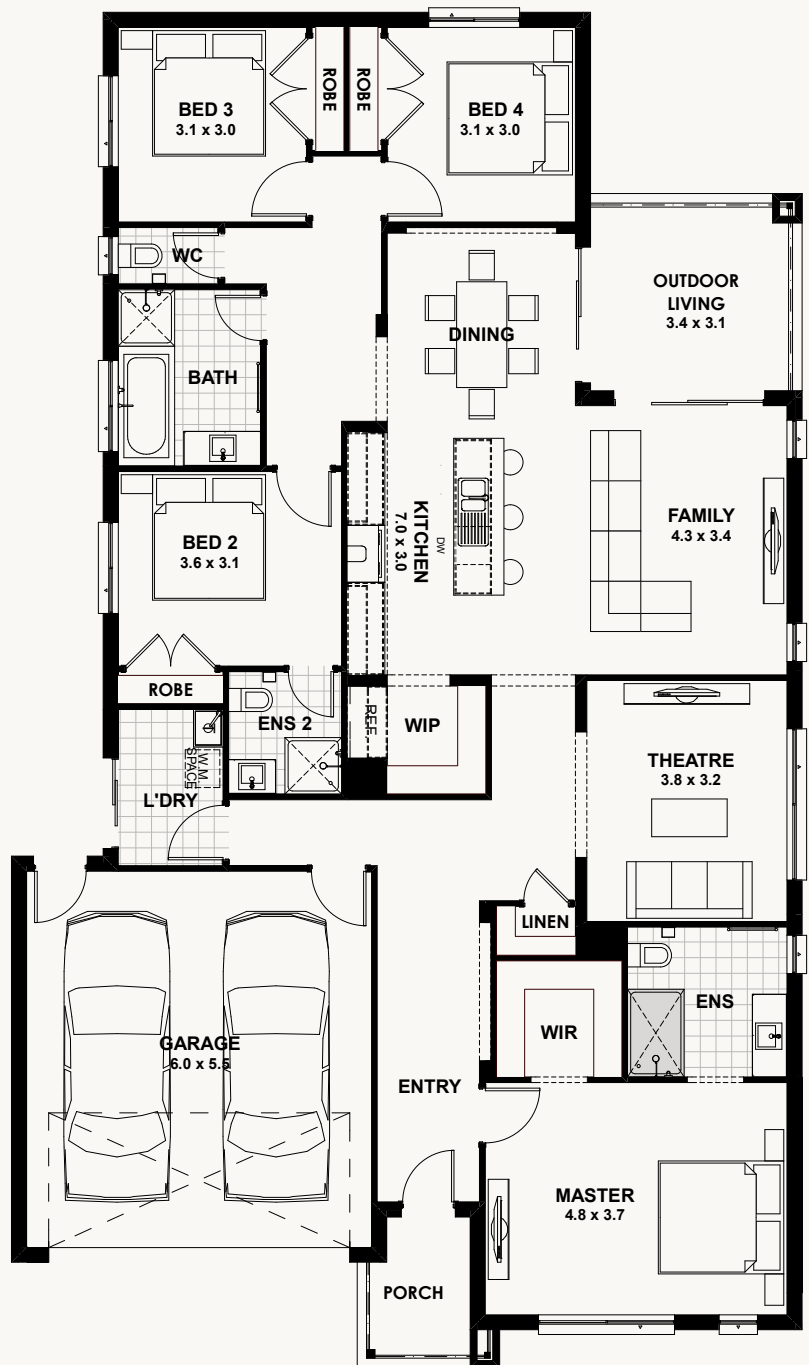 BED 3
3.1 x 3.0
ROBE
ROBE
BED 4
3.1 x 3.0
WC
OUTDOOR
LIVING
3.4 x 3.1
DINING
BATH
KITCHEN
7.0 x 3.0
DW
FAMILY
4.3 x 3.4
BED 2
3.6 x 3.1
ROBE
ENS 2
REF
WIP
W.M.
SPACE
L'DRY
THEATRE
3.8 x 3.2
LINEN
ENS
WIR
GARAGE
6.0 x 5.5
ENTRY
MASTER
4.8 x 3.7
PORCH